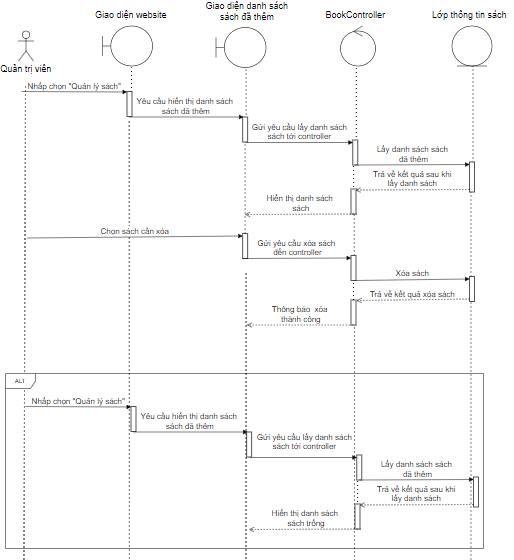 Giao diện website
Giao diện danh sách
sách đã thêm
BookController
Lớp thông tin sách
Quản trị viên
Nhấp chọn "Quản lý sách"
Yêu cầu hiển thị danh sách
sách đã thêm
Gửi yêu cầu lấy danh sách
sách tới controller
Lấy danh sách sách
đã thêm
Trả về kết quả sau khi
lấy danh sách
Hiển thị danh sách
sách
Chọn sách cần xóa
Gửi yêu cầu xóa sách
đến controller
Xóa sách
Trả về kết quả xóa sách
Thông báo xóa
thành công
ALT
Nhấp chọn "Quản lý sách"
Yêu cầu hiển thị danh sách
sách đã thêm
Gửi yêu cầu lấy danh sách
sách tới controller
Lấy danh sách sách
đã thêm
Trả về kết quả sau khi
lấy danh sách
Hiển thị danh sách
sách trống